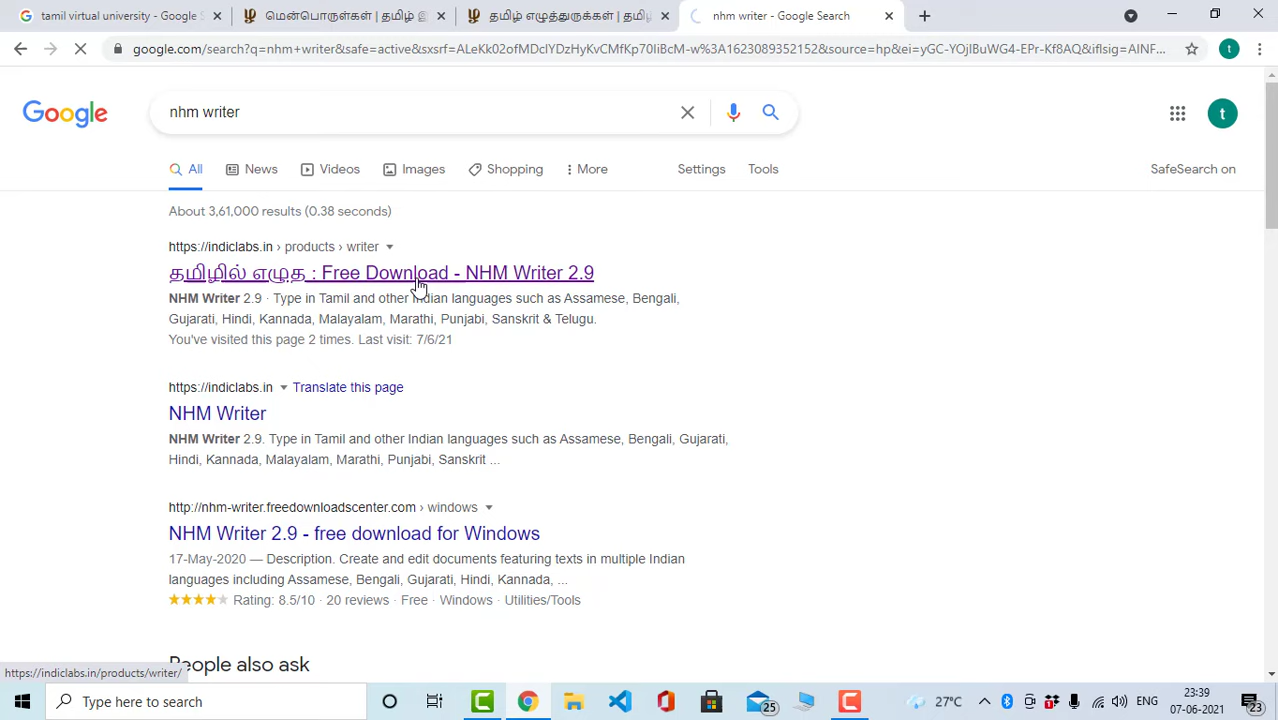 tamil virtual university - Google S
மென்பொருள்கள் | தமிழ் இ
தமிழ் எழுத்துருக்கள் | தமிழ
nhm writer - Google Search
google.com/search?q=nhm+writer&safe=active&sxsrf=ALeKk02ofMDclYDzHyKvCMfKp70IiBcM-w%3A1623089352152&source=hp&ei=yGC-YOjIBuWG4-EPr-Kf8AQ&iflsig=AINF...
t
Google
nhm writer
t
All News Videos Images Shopping More Settings Tools SafeSearch on
About 3,61,000 results (0.38 seconds)
https://indiclabs.in › products › writer
தமிழில் எழுத : Free Download - NHM Writer 2.9
NHM Writer 2.9 · Type in Tamil and other Indian languages such as Assamese, Bengali,
Gujarati, Hindi, Kannada, Malayalam, Marathi, Punjabi, Sanskrit & Telugu.
You've visited this page 2 times. Last visit: 7/6/21
https://indiclabs.in Translate this page
NHM Writer
NHM Writer 2.9. Type in Tamil and other Indian languages such as Assamese, Bengali, Gujarati,
Hindi, Kannada, Malayalam, Marathi, Punjabi, Sanskrit ...
http://nhm-writer.freedownloadscenter.com › windows
NHM Writer 2.9 - free download for Windows
17-May-2020 — Description. Create and edit documents featuring texts in multiple Indian
languages including Assamese, Bengali, Gujarati, Hindi, Kannada, ...
Rating: 8.5/10 · 20 reviews · Free · Windows · Utilities/Tools
People also ask
https://indiclabs.in/products/writer/
Type here to search
25
27°C
ENG
23:39
07-06-2021
23